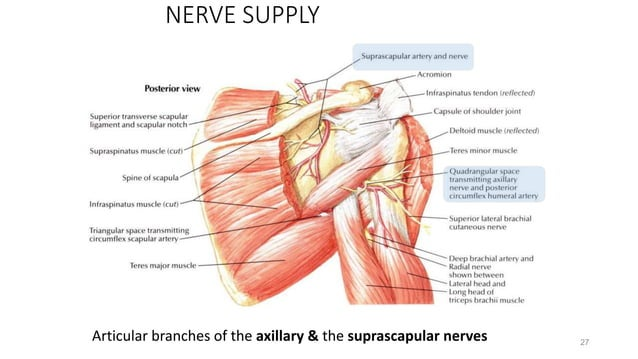 NERVE SUPPLY
Suprascapular artery and nerve
Acromion
Posterior view
Infraspinatus tendon (reflected)
Capsule of shoulder joint
Superior transverse scapular
ligament and scapular notch
Deltoid muscle (reflected)
Supraspinatus muscle (cut)
Teres minor muscle
Spine of scapula
Quadrangular space
transmitting axillary
nerve and posterior
circumflex humeral artery
Infraspinatus muscle (cut)
Superior lateral brachial
cutaneous nerve
Triangular space transmitting
circumflex scapular artery
Teres major muscle
Deep brachial artery and
Radial nerve
shown between
Lateral head and
Long head of
triceps brachii muscle
Articular branches of the axillary & the suprascapular nerves
27